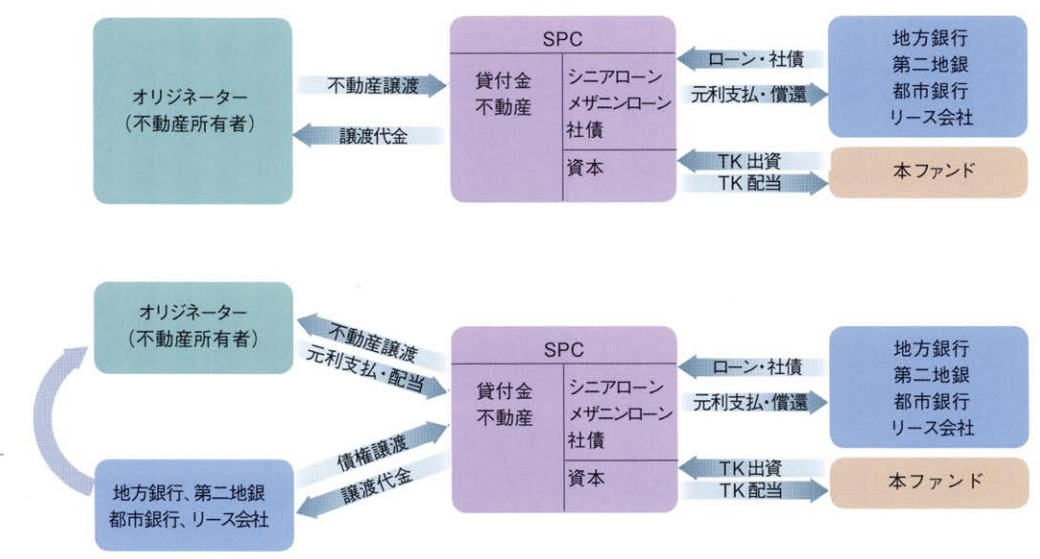 オリジネーター
(不動産所有者)
不動産譲渡
譲渡代金
SPC
貸付金
不動産
シニアローン
メザニンローン
社債
資本
ローン・社債
元利支払・償還
TK出資
TK配当
地方銀行
第二地銀
都市銀行
リース会社
本ファンド
オリジネーター
(不動産所有者)
不動産譲渡
元利支払・配当
債権譲渡
譲渡代金
地方銀行、第二地銀
都市銀行、リース会社
SPC
貸付金
不動産
シニアローン
メザニンローン
社債
資本
ローン・社債
元利支払・償還
TK出資
TK配当
地方銀行
第二地銀
都市銀行
リース会社
本ファンド